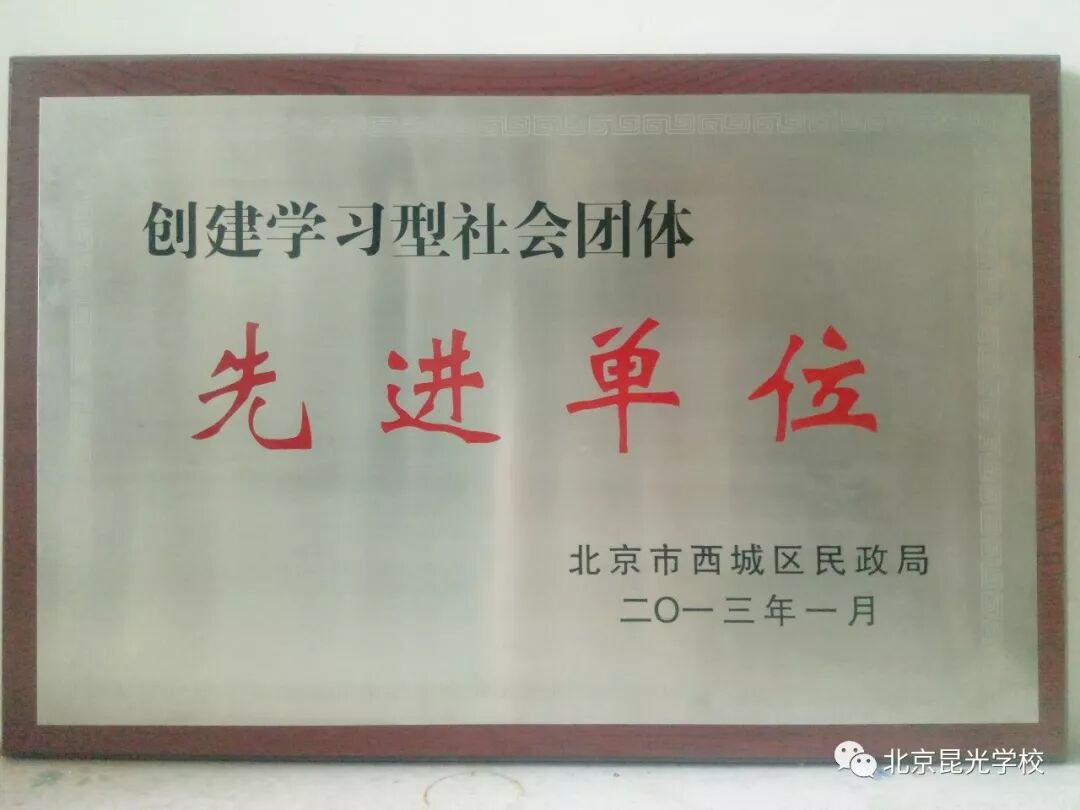 创建学习型社会团体
先进单位
北京市西城区民政局
二〇一三年一月
北京昆光学校